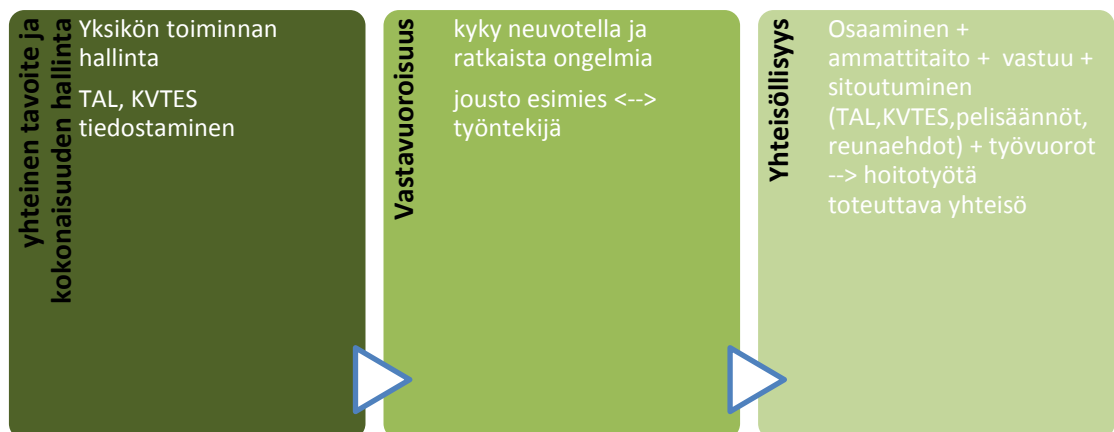 yhteinen tavoite ja
kokonaisuuden hallinta
Yksikön toiminnan
hallinta
TAL, KVTES
tiedostaminen
Vastavuoroisuus
kyky neuvotella ja
ratkaista ongelmia
jousto esimies <-->
työntekijä
Yhteisöllisyys
Osaaminen +
ammattitaito + vastuu +
sitoutuminen
(TAL,KVTES,pelisäännöt,
reunaehdot) + työvuorot
--> hoitotyötä
toteuttava yhteisö